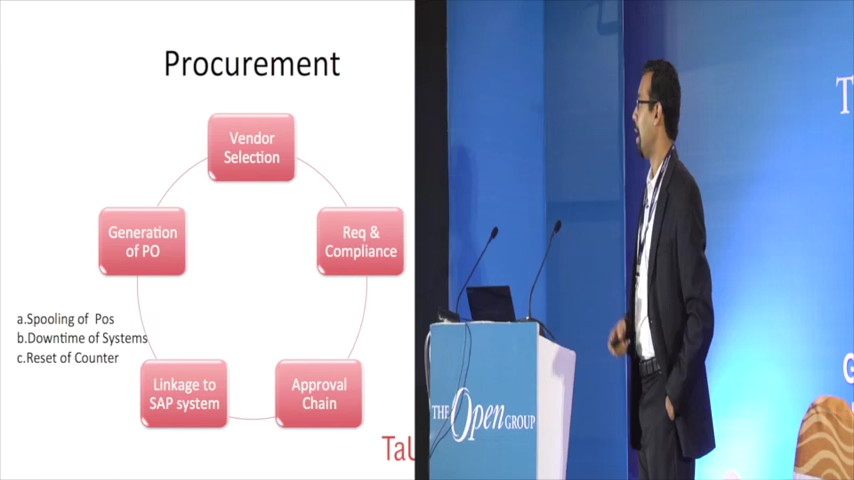 Procurement
Vendor
Selection
Generation
of PO
Req &
Compliance
a.Spooling of Pos
b.Downtime of Systems
c.Reset of Counter
Linkage to
SAP system
Approval
Chain
TaU
THE Open GROUP
T
G